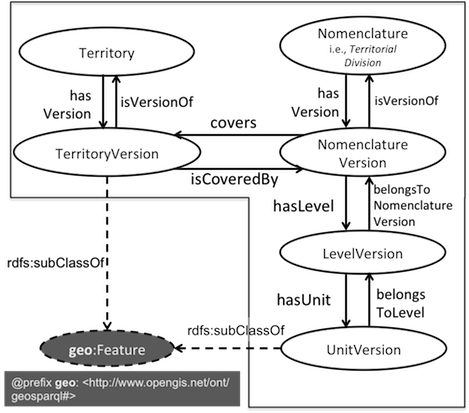 Territory
Nomenclature
i.e., Territorial
Division
has
Version
isVersionOf
has
Version
isVersionOf
covers
TerritoryVersion
Nomenclature
Version
isCoveredBy
hasLevel
belongsTo
Nomenclature
Version
rdfs:subClassOf
LevelVersion
hasUnit
belongs
ToLevel
rdfs:subClassOf
geo:Feature
UnitVersion
@prefix geo: <http://www.opengis.net/ont/
geosparql#>